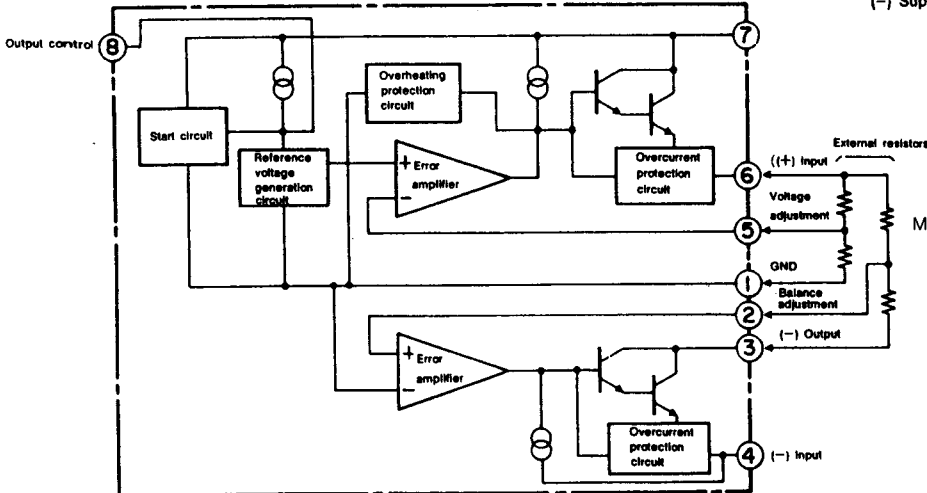 (−) Sup
Output control
8
7
Overheating
protection
circuit
Start circuit
Reference
voltage
generation
circuit
+
Error
amplifier
−
Overcurrent
protection
circuit
External resistors
6
((+) Input
Voltage
adjustment
5
M
GND
1
Balance
adjustment
2
(−) Output
3
+
Error
amplifier
−
Overcurrent
protection
circuit
4
(−) Input